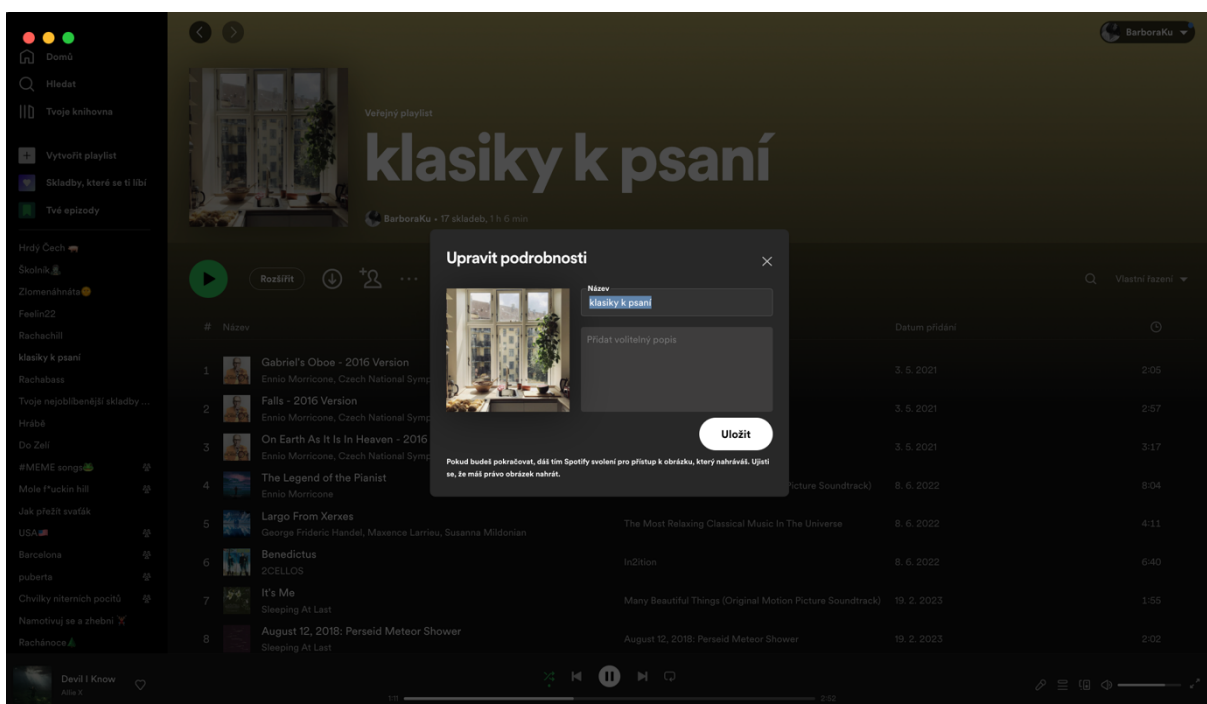 BarboraKu
Domů
Hledat
Tvoje knihovna
Vytvořit playlist
Skladby, které se ti líbí
Tvé epizody
Hrdý Čech
Školník
Zlomenáhnáta
Feelin22
Rachachill
klasiky k psaní
Rachabass
Tvoje nejoblíbenější skladby ...
Hrábě
Do Zelí
#MEME songs
Mole f*uckin hill
Jak přežít svaťák
USA
Barcelona
puberta
Chvilky niterních pocitů
Namotivuj se a zhebni
Rachánoce
Veřejný playlist
klasiky k psaní
BarboraKu • 17 skladeb, 1 h 6 min
Rozšířit
Vlastní řazení
# Název Datum přidání
1 Gabriel's Oboe - 2016 Version 3. 5. 2021 2:05
Ennio Morricone, Czech National Symp
2 Falls - 2016 Version 3. 5. 2021 2:57
Ennio Morricone, Czech National Symp
3 On Earth As It Is In Heaven - 2016 3. 5. 2021 3:17
Ennio Morricone, Czech National Symp
4 The Legend of the Pianist Picture Soundtrack) 8. 6. 2022 8:04
Ennio Morricone
5 Largo From Xerxes The Most Relaxing Classical Music In The Universe 8. 6. 2022 4:11
George Frideric Handel, Maxence Larrieu, Susanna Mildonian
6 Benedictus In2ition 8. 6. 2022 6:40
2CELLOS
7 It's Me Many Beautiful Things (Original Motion Picture Soundtrack) 19. 2. 2023 1:55
Sleeping At Last
8 August 12, 2018: Perseid Meteor Shower August 12, 2018: Perseid Meteor Shower 19. 2. 2023 2:02
Sleeping At Last
Upravit podrobnosti
Název
klasiky k psaní
Přidat volitelný popis
Uložit
Pokud budeš pokračovat, dáš tím Spotify svolení pro přístup k obrázku, který nahráváš. Ujisti
se, že máš právo obrázek nahrát.
Devil I Know
Allie X
1:11 2:52